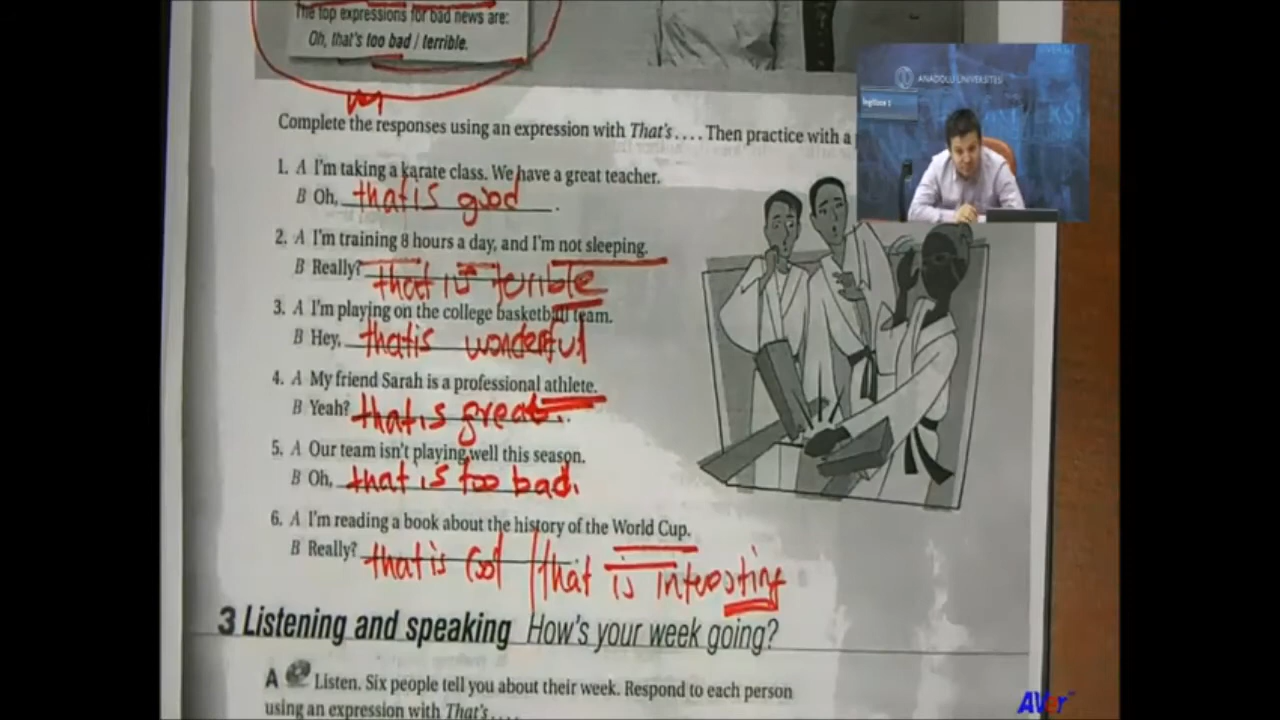 The top expressions for bad news are:
Oh, that's too bad / terrible.
ANADOLU ÜNİVERSİTESİ
İngilizce I
Complete the responses using an expression with That's.... Then practice with a
1. A I'm taking a karate class. We have a great teacher.
B Oh, that is good.
2. A I'm training 8 hours a day, and I'm not sleeping.
B Really? that is terible
3. A I'm playing on the college basketball team.
B Hey, that is wonderful
4. A My friend Sarah is a professional athlete.
B Yeah? that is great.
5. A Our team isn't playing well this season.
B Oh, that is too bad.
6. A I'm reading a book about the history of the World Cup.
B Really? that is Cool / that is interesting
3 Listening and speaking How's your week going?
A Listen. Six people tell you about their week. Respond to each person
using an expression with That's....
AVer